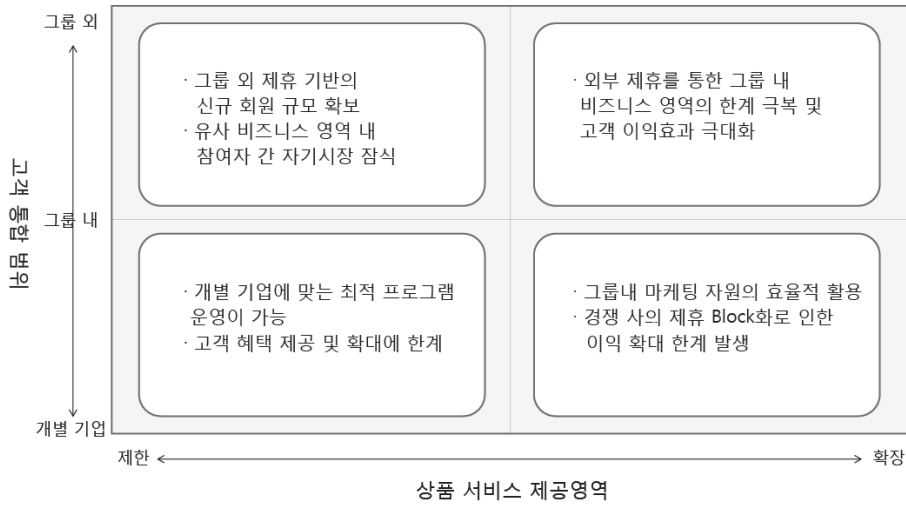 그룹 외
· 그룹 외 제휴 기반의
신규 회원 규모 확보
· 유사 비즈니스 영역 내
참여자 간 자기시장 잠식
· 외부 제휴를 통한 그룹 내
비즈니스 영역의 한계 극복 및
고객 이익효과 극대화
고객 통합 범위
그룹 내
· 개별 기업에 맞는 최적 프로그램
운영이 가능
· 고객 혜택 제공 및 확대에 한계
· 그룹내 마케팅 자원의 효율적 활용
· 경쟁 사의 제휴 Block화로 인한
이익 확대 한계 발생
개별 기업
제한
확장
상품 서비스 제공영역